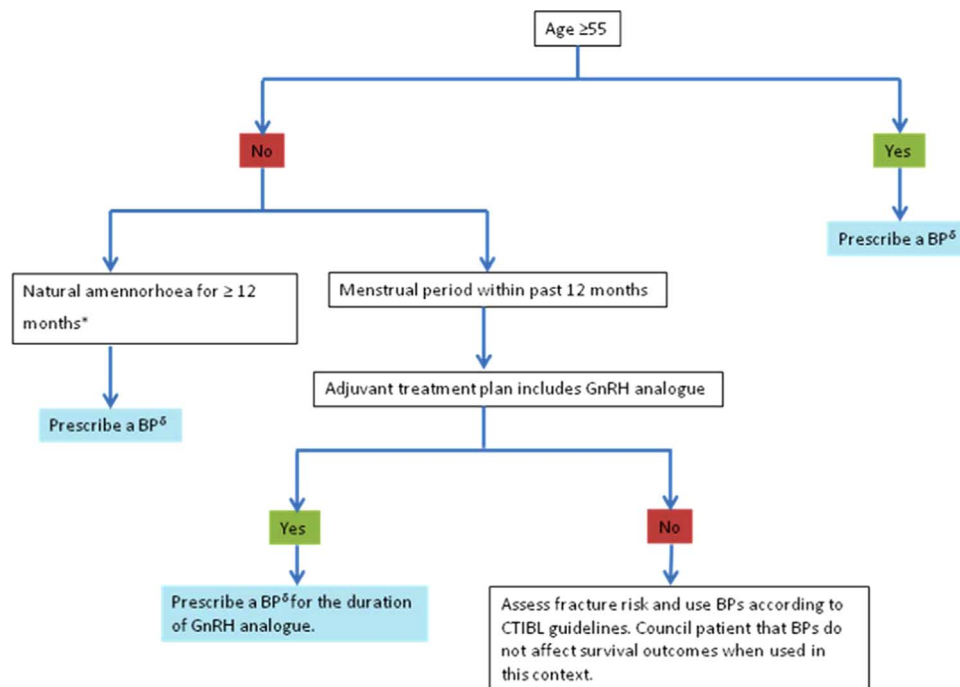 Age ≥55
No
Yes
Prescribe a BPᵟ
Natural amennorhoea for ≥ 12
months*
Menstrual period within past 12 months
Prescribe a BPᵟ
Adjuvant treatment plan includes GnRH analogue
Yes
No
Prescribe a BPᵟ for the duration
of GnRH analogue.
Assess fracture risk and use BPs according to
CTIBL guidelines. Council patient that BPs do
not affect survival outcomes when used in
this context.